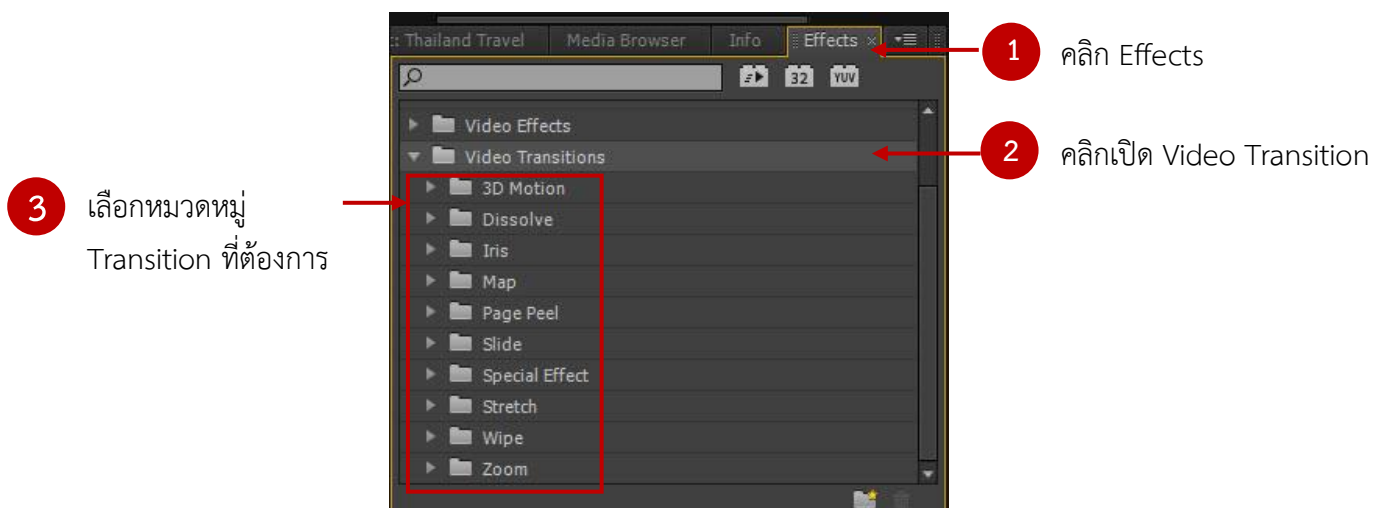 : Thailand Travel Media Browser Info Effects ×
1 คลิก Effects
32 YUV
Video Effects
Video Transitions
2 คลิกเปิด Video Transition
3 เลือกหมวดหมู่
Transition ที่ต้องการ
3D Motion
Dissolve
Iris
Map
Page Peel
Slide
Special Effect
Stretch
Wipe
Zoom